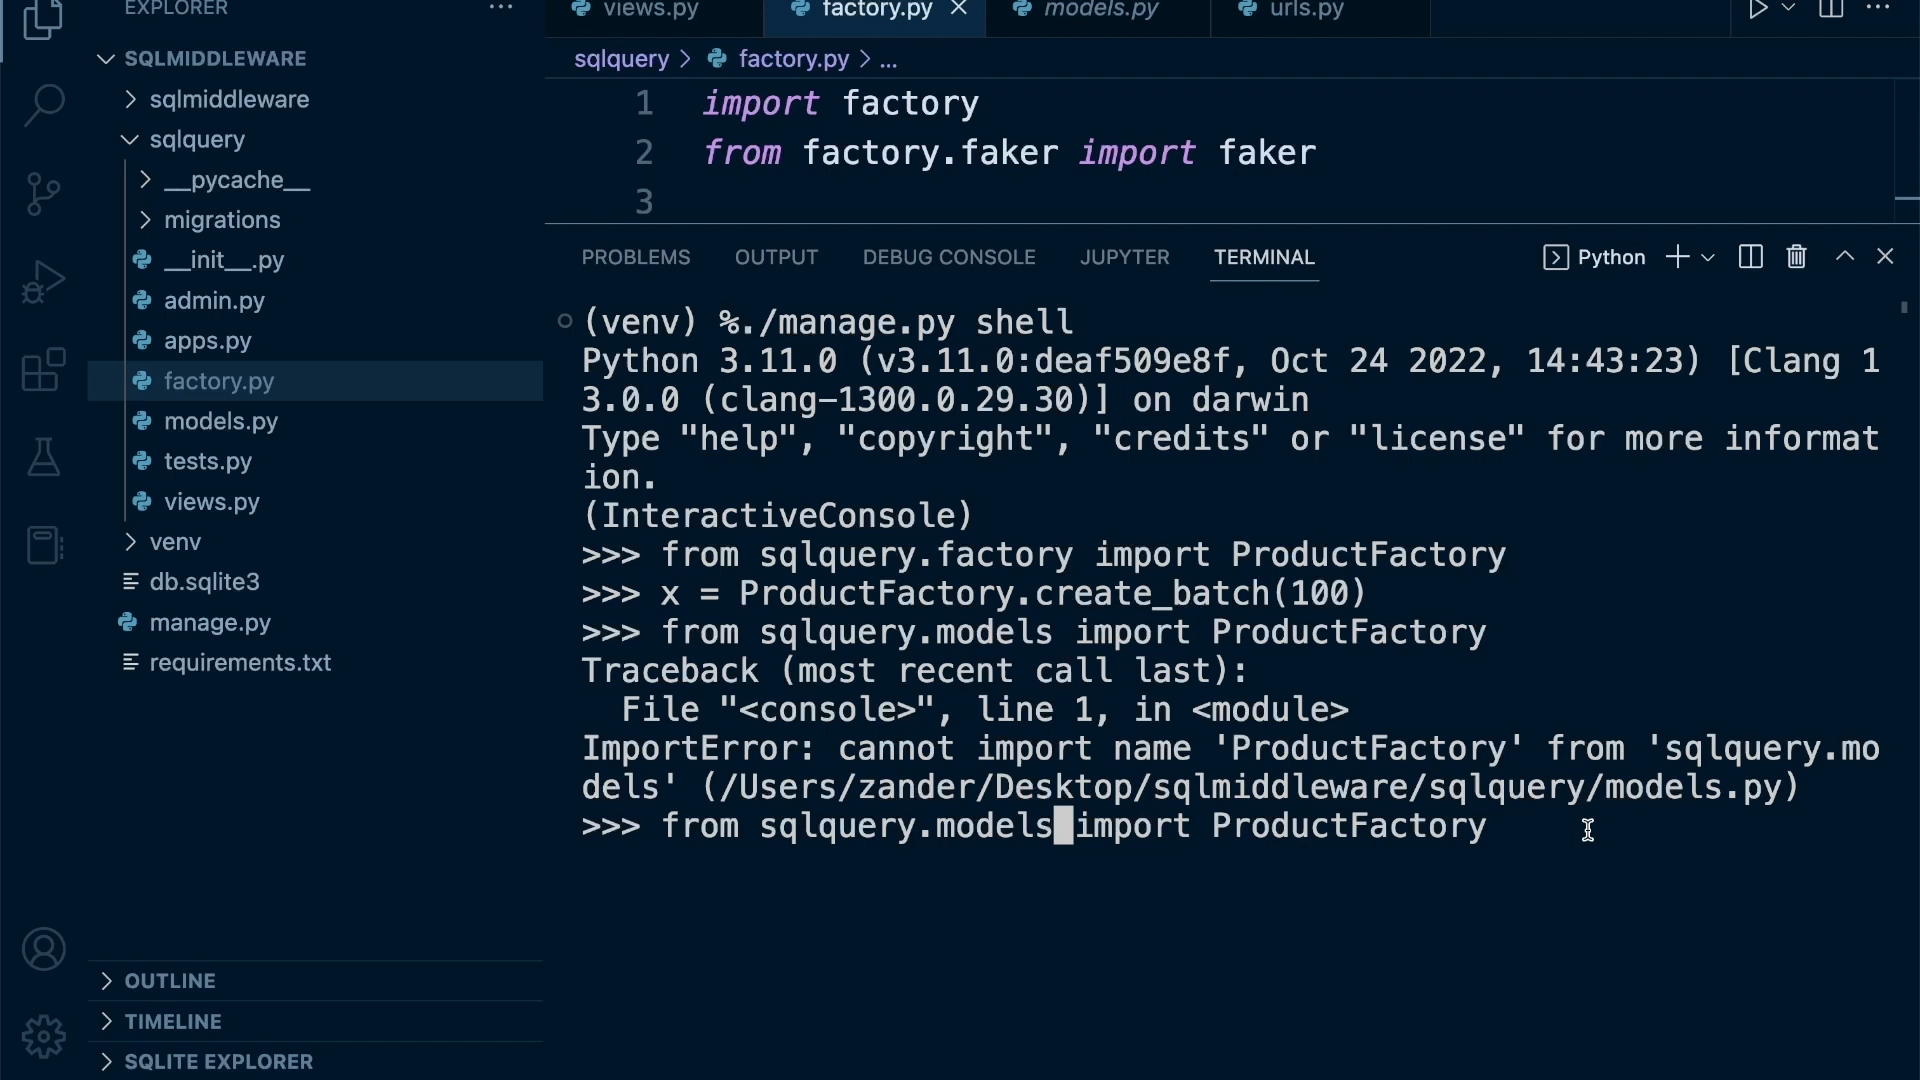 EXPLORER
SQLMIDDLEWARE
sqlmiddleware
sqlquery
__pycache__
migrations
__init__.py
admin.py
apps.py
factory.py
models.py
tests.py
views.py
venv
db.sqlite3
manage.py
requirements.txt
OUTLINE
TIMELINE
SQLITE EXPLORER
views.py factory.py models.py urls.py
sqlquery > factory.py > ...
1 import factory
2 from factory.faker import faker
3
PROBLEMS OUTPUT DEBUG CONSOLE JUPYTER TERMINAL Python
(venv) %./manage.py shell
Python 3.11.0 (v3.11.0:deaf509e8f, Oct 24 2022, 14:43:23) [Clang 1
3.0.0 (clang-1300.0.29.30)] on darwin
Type "help", "copyright", "credits" or "license" for more informat
ion.
(InteractiveConsole)
>>> from sqlquery.factory import ProductFactory
>>> x = ProductFactory.create_batch(100)
>>> from sqlquery.models import ProductFactory
Traceback (most recent call last):
  File "<console>", line 1, in <module>
ImportError: cannot import name 'ProductFactory' from 'sqlquery.mo
dels' (/Users/zander/Desktop/sqlmiddleware/sqlquery/models.py)
>>> from sqlquery.models import ProductFactory